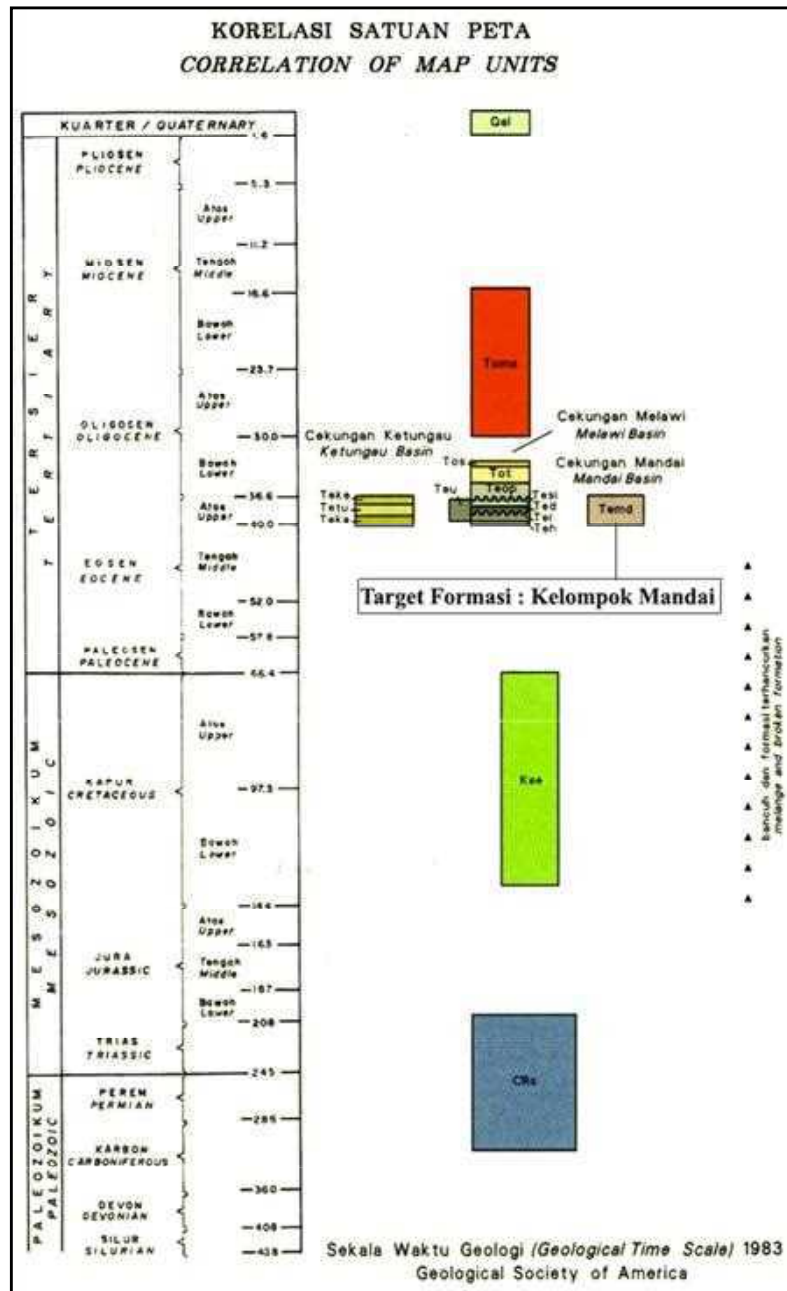 KORELASI SATUAN PETA
CORRELATION OF MAP UNITS
KUARTER / QUATERNARY
Qal
1.6
PLIOSEN
PLIOCENE
5.3
Atas
Upper
11.2
MIOSEN
MIOCENE
Tengah
Middle
16.6
Bawah
Lower
23.7
Toms
Atas
Upper
OLIGOSEN
OLIGOCENE
30.0
Cekungan Ketungau
Ketungau Basin
Cekungan Melawi
Melawi Basin
Cekungan Mandai
Mandai Basin
Bawah
Lower
Tos
Tot
Teop
36.6
Teke
Tetu
Teka
Teu
Tesi
Ted
Tei
Teh
Temd
Atas
Upper
40.0
EOSEN
EOCENE
Tengah
Middle
52.0
Target Formasi : Kelompok Mandai
Bawah
Lower
57.8
PALEOSEN
PALEOCENE
66.4
TERSIER
TERTIARY
Atas
Upper
KAPUR
CRETACEOUS
97.5
Kse
Bawah
Lower
144
bancuh dan formasi terhancurkan
melange and broken formation
Atas
Upper
163
JURA
JURASSIC
Tengah
Middle
187
Bawah
Lower
208
TRIAS
TRIASSIC
245
MESOZOIKUM
MESOZOIC
CRs
PEREM
PERMIAN
285
KARBON
CARBONIFEROUS
360
DEVON
DEVONIAN
408
SILUR
SILURIAN
438
PALEOZOIKUM
PALEOZOIC
Sekala Waktu Geologi (Geological Time Scale) 1983
Geological Society of America